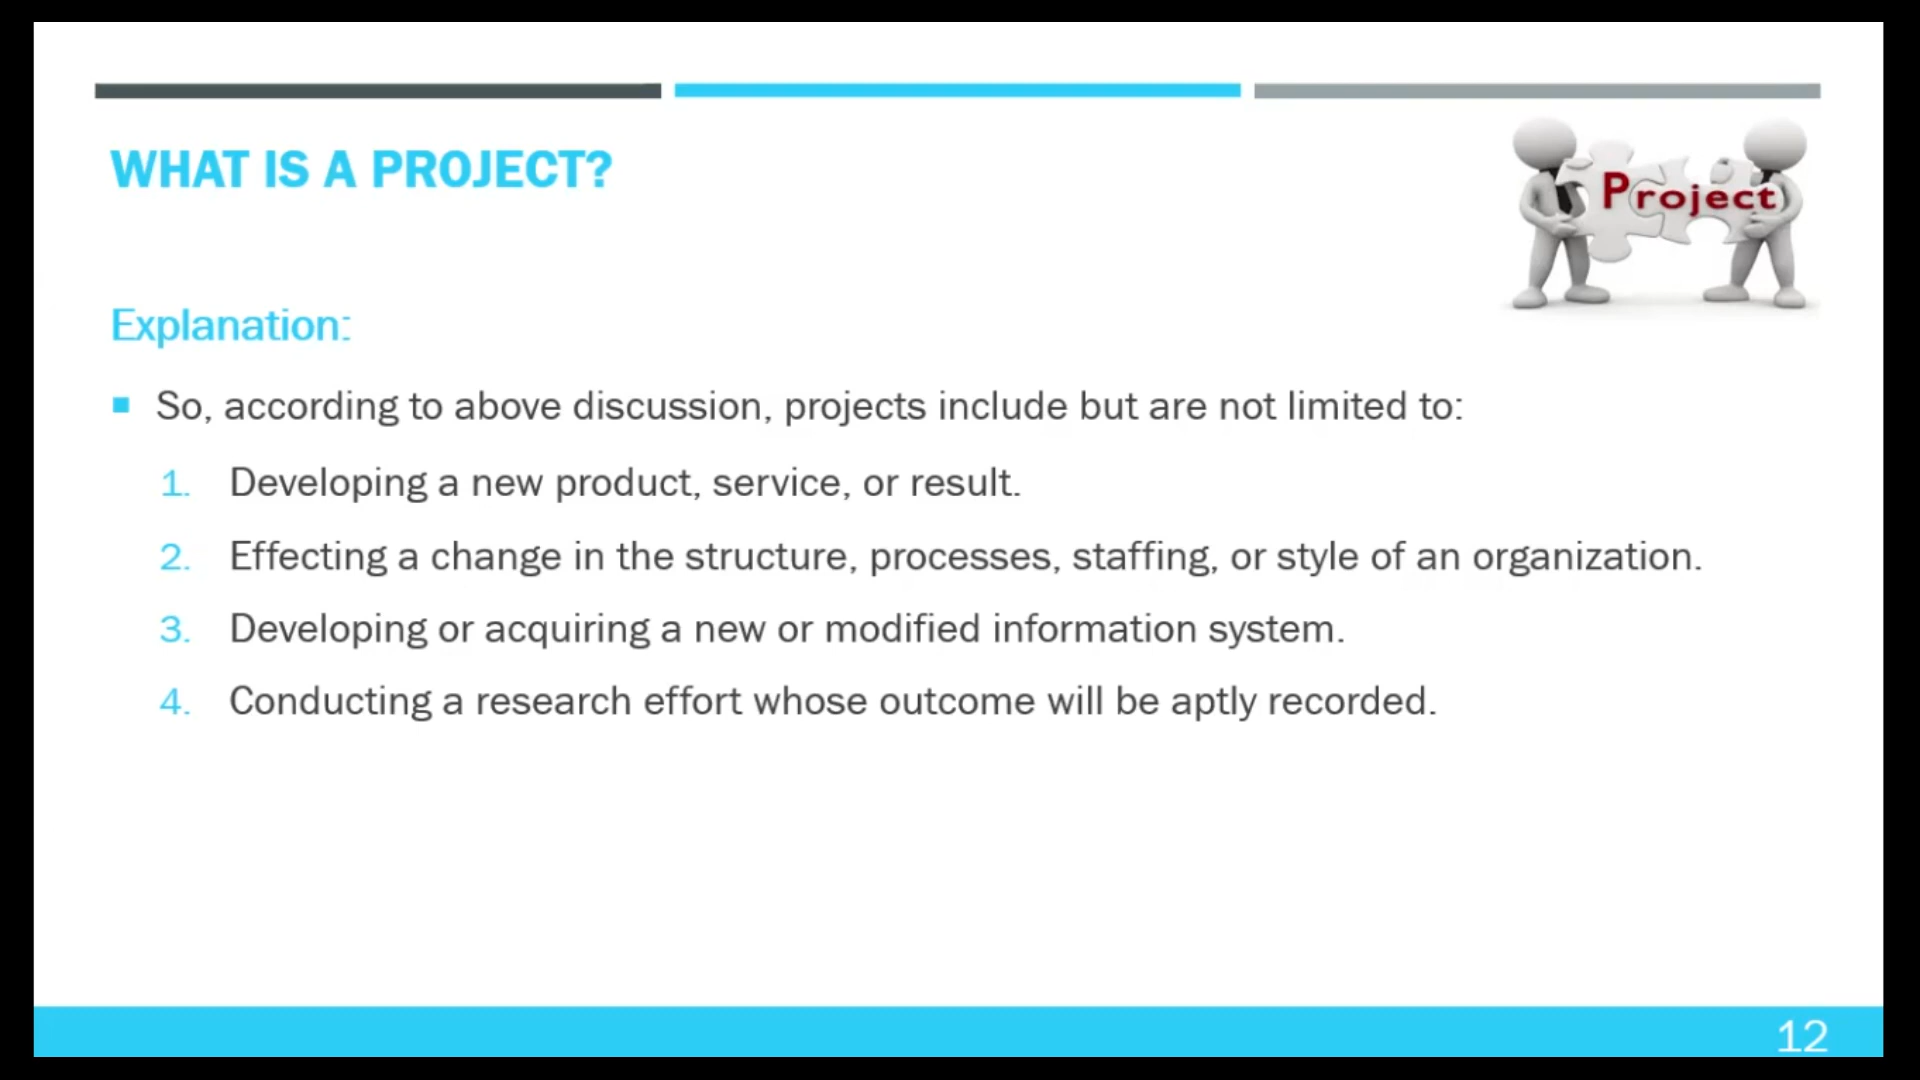 WHAT IS A PROJECT?
Project
Explanation:
So, according to above discussion, projects include but are not limited to:
1. Developing a new product, service, or result.
2. Effecting a change in the structure, processes, staffing, or style of an organization.
3. Developing or acquiring a new or modified information system.
4. Conducting a research effort whose outcome will be aptly recorded.
12